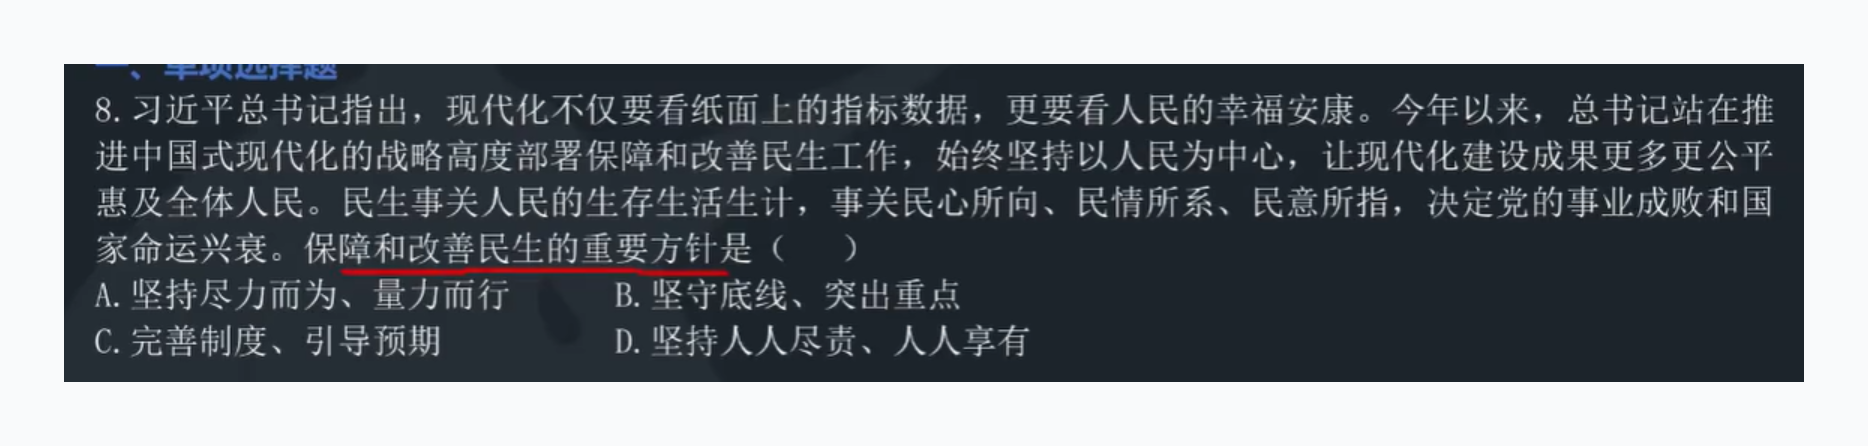 一、单项选择题
8.习近平总书记指出，现代化不仅要看纸面上的指标数据，更要看人民的幸福安康。今年以来，总书记站在推
进中国式现代化的战略高度部署保障和改善民生工作，始终坚持以人民为中心，让现代化建设成果更多更公平
惠及全体人民。民生事关人民的生存生活生计，事关民心所向、民情所系、民意所指，决定党的事业成败和国
家命运兴衰。保障和改善民生的重要方针是（　　）
A.坚持尽力而为、量力而行　　B.坚守底线、突出重点
C.完善制度、引导预期　　D.坚持人人尽责、人人享有